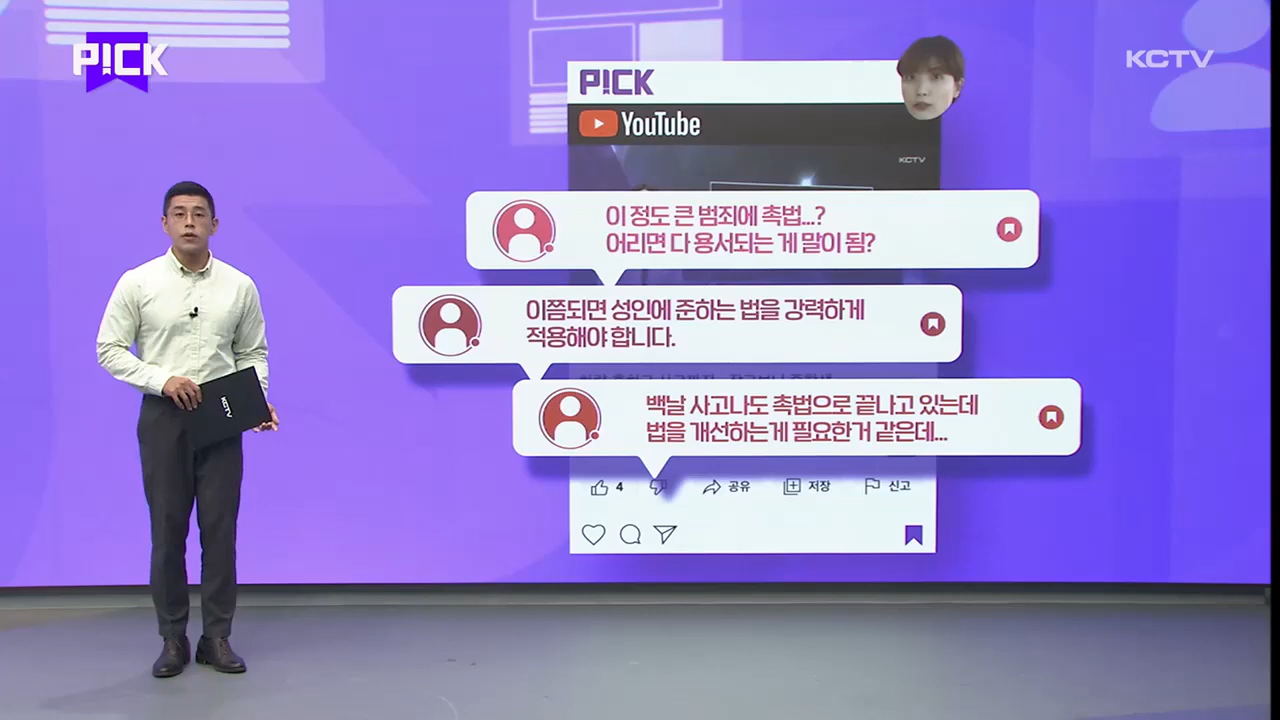 P!CK
KCTV
P!CK
YouTube
KCTV
이 정도 큰 범죄에 촉법...?
어리면 다 용서되는 게 말이 됨?
이쯤되면 성인에 준하는 법을 강력하게
적용해야 합니다.
백날 사고나도 촉법으로 끝나고 있는데
법을 개선하는게 필요한거 같은데...
4
공유
저장
신고
KCTV